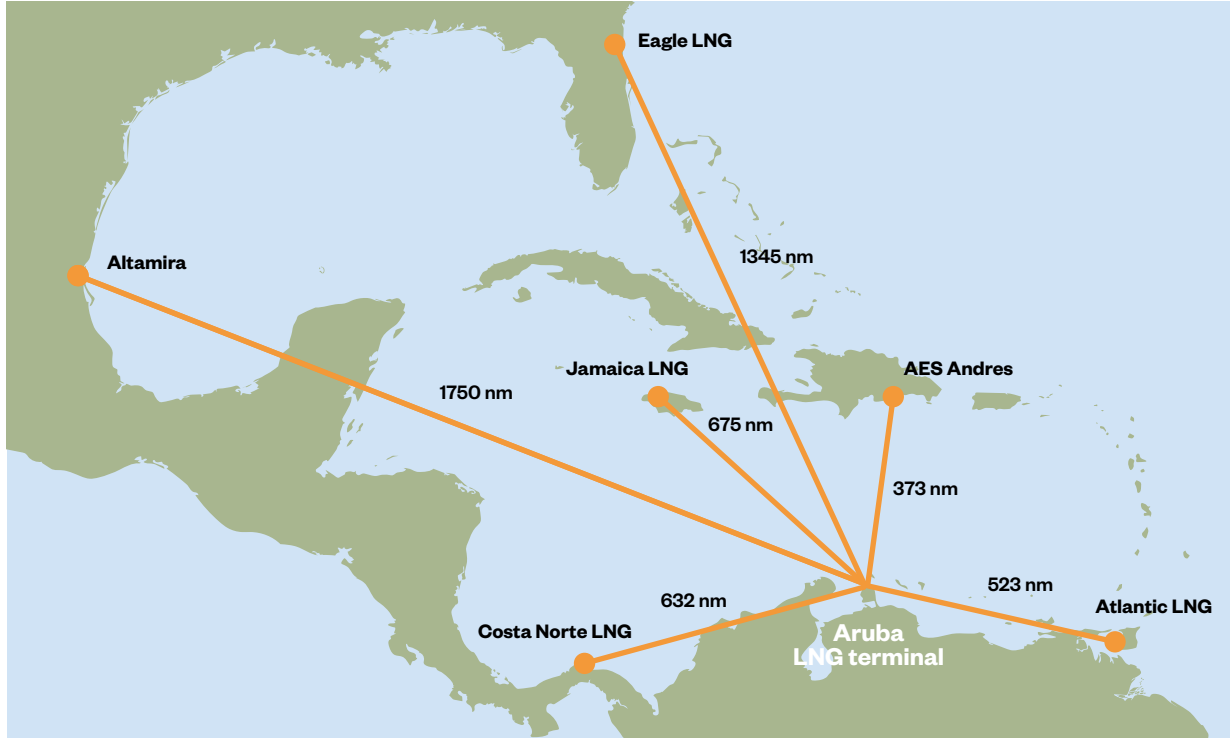 Eagle LNG
1345 nm
Altamira
Jamaica LNG
AES Andres
1750 nm
675 nm
373 nm
523 nm
632 nm
Atlantic LNG
Costa Norte LNG
Aruba
LNG terminal